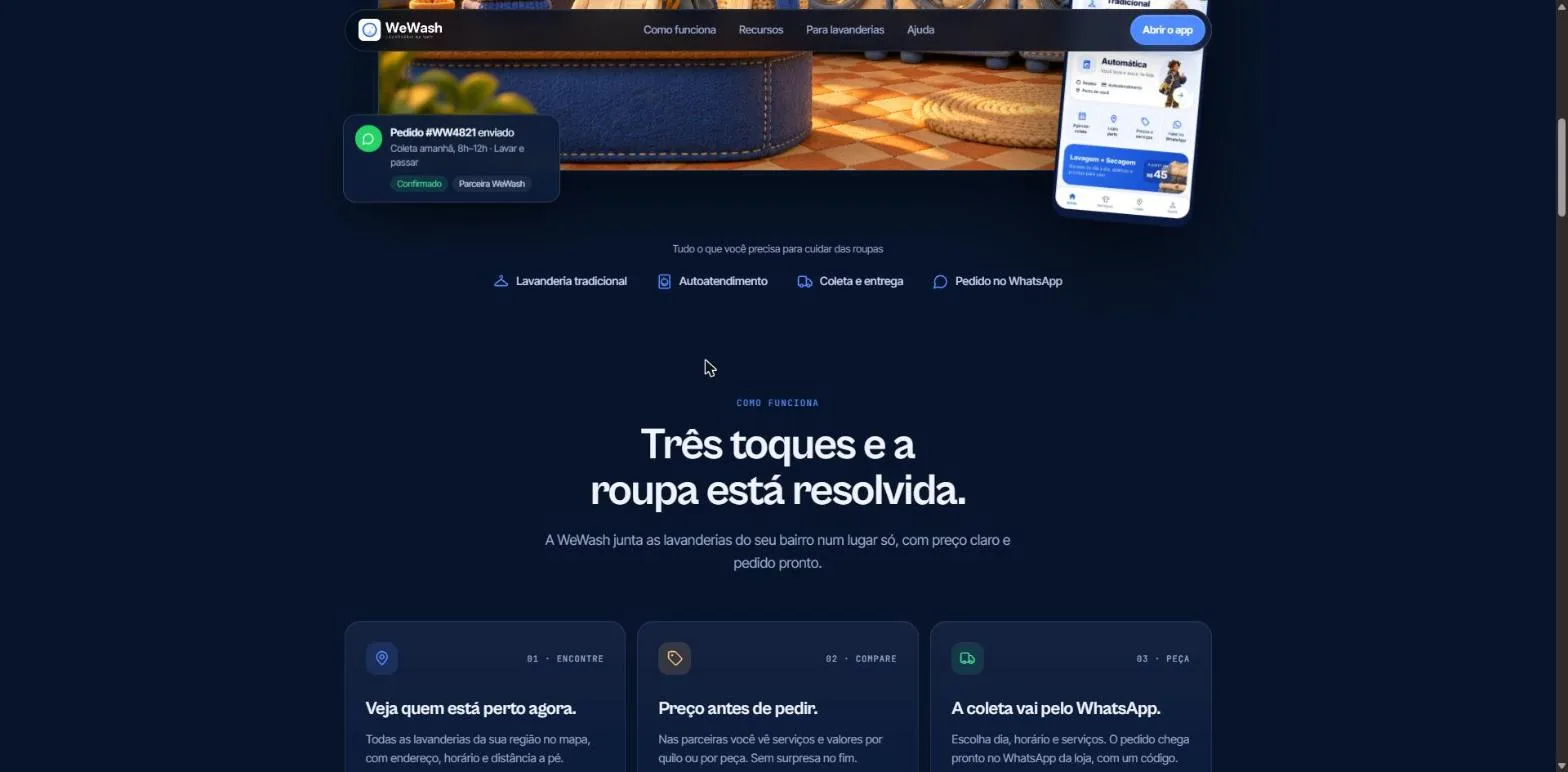 WeWash
Como funciona
Recursos
Para lavanderias
Ajuda
Abrir o app
Tradicional
Automática
Pedido #WW4821 enviado
Coleta amanhã, 8h–12h · Lavar e
passar
Confirmado
Parceira WeWash
Lavagem + Secagem
R$ 45
Tudo o que você precisa para cuidar das roupas
Lavanderia tradicional
Autoatendimento
Coleta e entrega
Pedido no WhatsApp
COMO FUNCIONA
Três toques e a
roupa está resolvida.
A WeWash junta as lavanderias do seu bairro num lugar só, com preço claro e
pedido pronto.
01 · ENCONTRE
Veja quem está perto agora.
Todas as lavanderias da sua região no mapa,
com endereço, horário e distância a pé.
02 · COMPARE
Preço antes de pedir.
Nas parceiras você vê serviços e valores por
quilo ou por peça. Sem surpresa no fim.
03 · PEÇA
A coleta vai pelo WhatsApp.
Escolha dia, horário e serviços. O pedido chega
pronto no WhatsApp da loja, com um código.